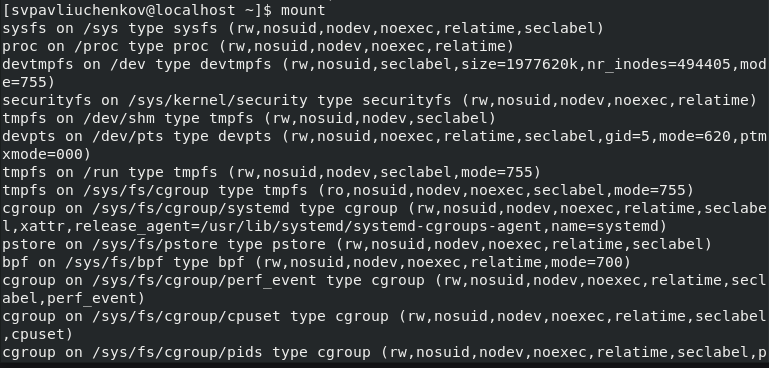 [svpavliuchenkov@localhost ~]$ mount
sysfs on /sys type sysfs (rw,nosuid,nodev,noexec,relatime,seclabel)
proc on /proc type proc (rw,nosuid,nodev,noexec,relatime)
devtmpfs on /dev type devtmpfs (rw,nosuid,seclabel,size=1977620k,nr_inodes=494405,mod
e=755)
securityfs on /sys/kernel/security type securityfs (rw,nosuid,nodev,noexec,relatime)
tmpfs on /dev/shm type tmpfs (rw,nosuid,nodev,seclabel)
devpts on /dev/pts type devpts (rw,nosuid,noexec,relatime,seclabel,gid=5,mode=620,ptm
xmode=000)
tmpfs on /run type tmpfs (rw,nosuid,nodev,seclabel,mode=755)
tmpfs on /sys/fs/cgroup type tmpfs (ro,nosuid,nodev,noexec,seclabel,mode=755)
cgroup on /sys/fs/cgroup/systemd type cgroup (rw,nosuid,nodev,noexec,relatime,seclabe
l,xattr,release_agent=/usr/lib/systemd/systemd-cgroups-agent,name=systemd)
pstore on /sys/fs/pstore type pstore (rw,nosuid,nodev,noexec,relatime,seclabel)
bpf on /sys/fs/bpf type bpf (rw,nosuid,nodev,noexec,relatime,mode=700)
cgroup on /sys/fs/cgroup/perf_event type cgroup (rw,nosuid,nodev,noexec,relatime,secl
abel,perf_event)
cgroup on /sys/fs/cgroup/cpuset type cgroup (rw,nosuid,nodev,noexec,relatime,seclabel
,cpuset)
cgroup on /sys/fs/cgroup/pids type cgroup (rw,nosuid,nodev,noexec,relatime,seclabel,p